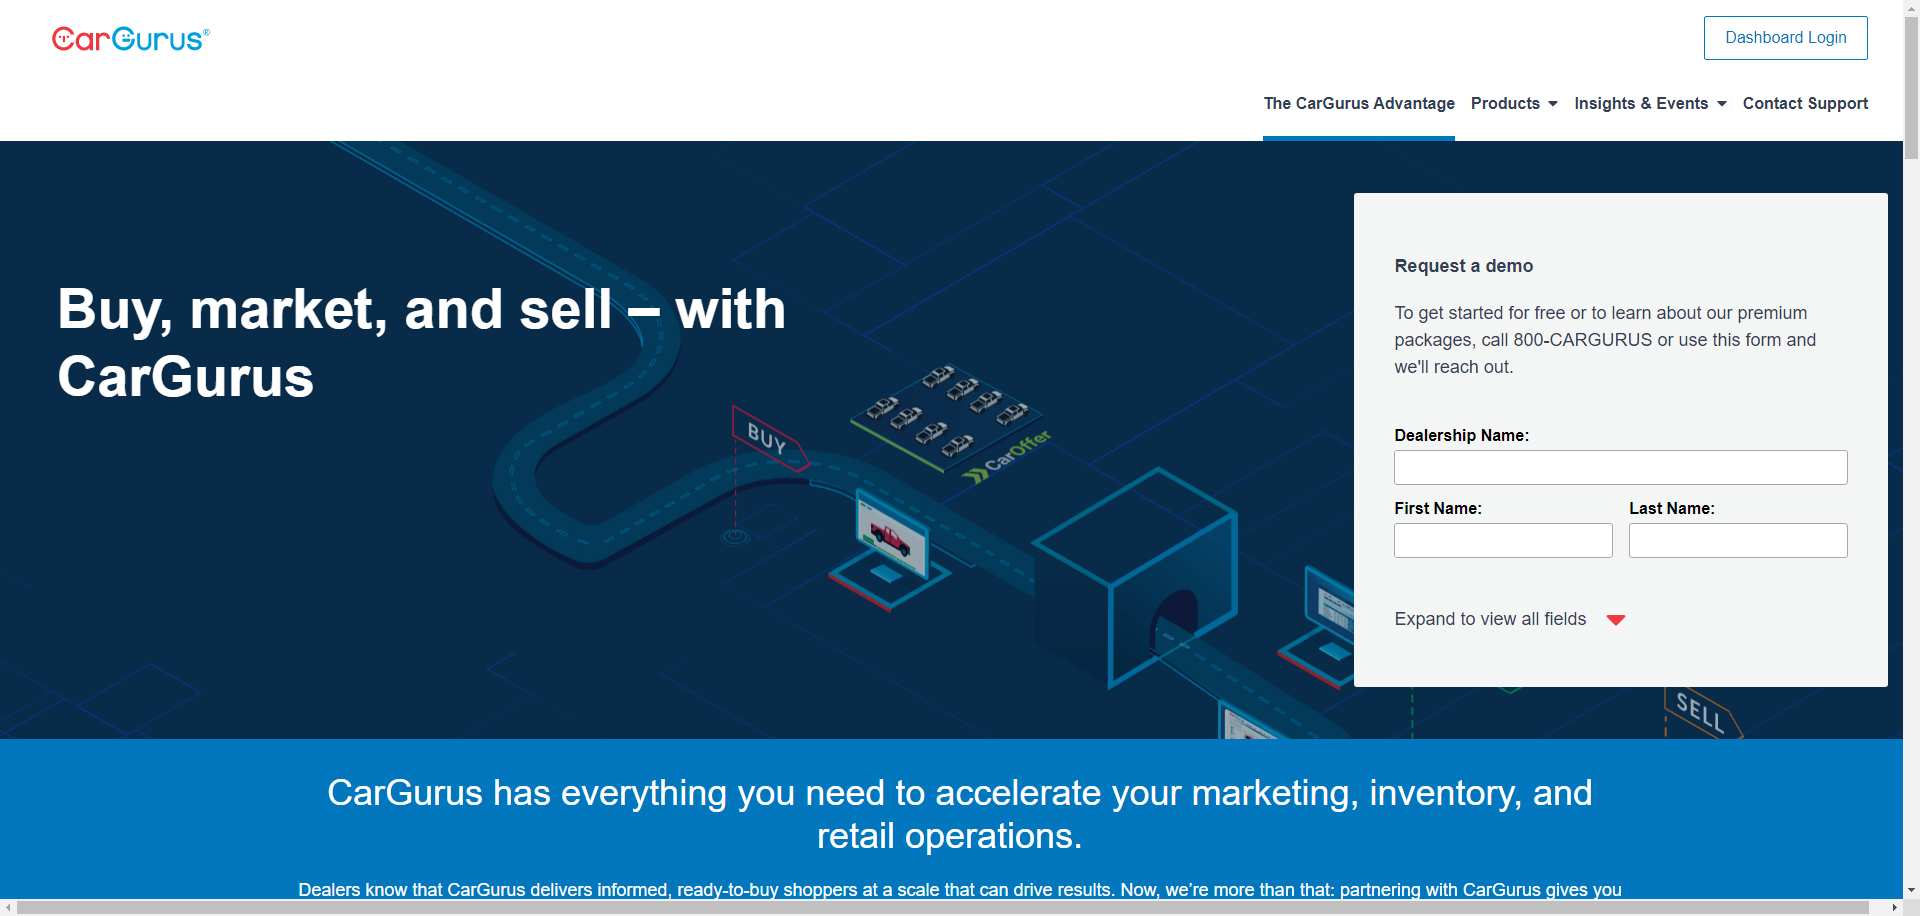 CarGurus®
Dashboard Login
The CarGurus Advantage
Products
Insights & Events
Contact Support
Buy, market, and sell – with
CarGurus
BUY
CarOffer
SELL
Request a demo
To get started for free or to learn about our premium
packages, call 800-CARGURUS or use this form and
we'll reach out.
Dealership Name:
First Name:
Last Name:
Expand to view all fields
CarGurus has everything you need to accelerate your marketing, inventory, and
retail operations.
Dealers know that CarGurus delivers informed, ready-to-buy shoppers at a scale that can drive results. Now, we’re more than that: partnering with CarGurus gives you